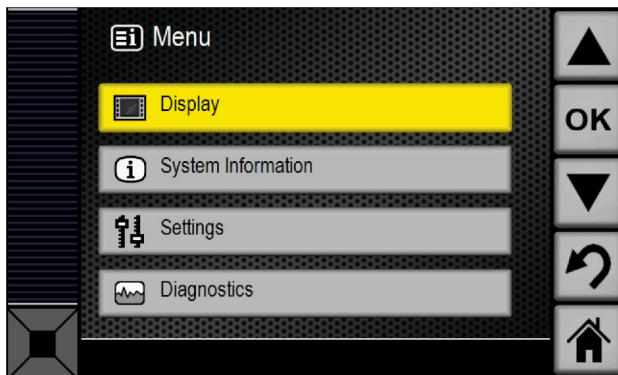 Menu
Display
OK
System Information
Settings
Diagnostics